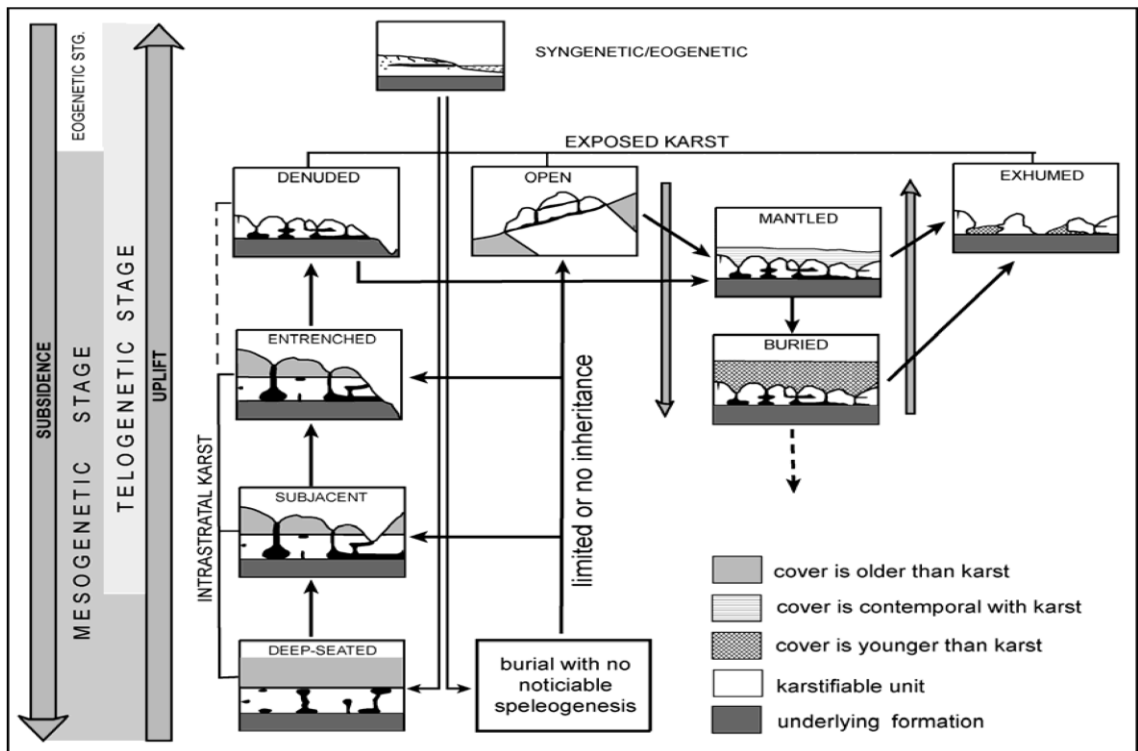 SYNGENETIC/EOGENETIC
EOGENETIC STG.
EXPOSED KARST
DENUDED
OPEN
EXHUMED
MANTLED
TELOGENETIC STAGE
SUBSIDENCE
MESOGENETIC STAGE
UPLIFT
ENTRENCHED
BURIED
INTRASTRATAL KARST
SUBJACENT
limited or no inheritance
DEEP-SEATED
burial with no
noticiable
speleogenesis
cover is older than karst
cover is contemporal with karst
cover is younger than karst
karstifiable unit
underlying formation